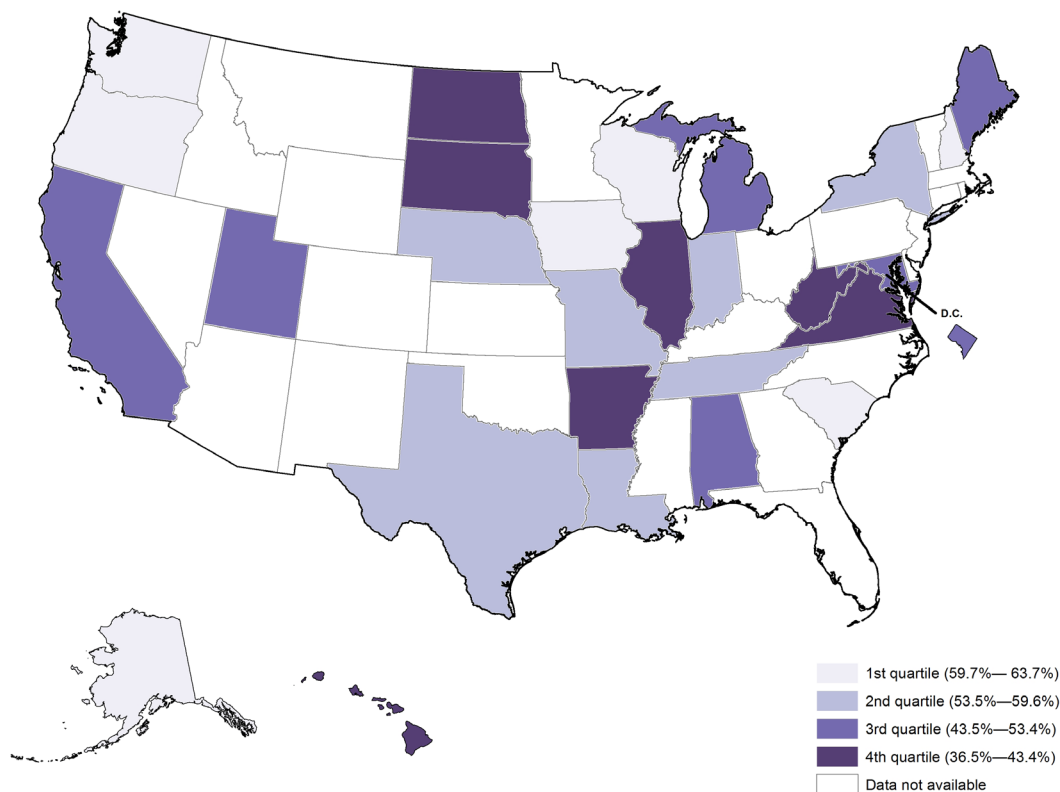 D.C.
1st quartile (59.7%— 63.7%)
2nd quartile (53.5%—59.6%)
3rd quartile (43.5%—53.4%)
4th quartile (36.5%—43.4%)
Data not available